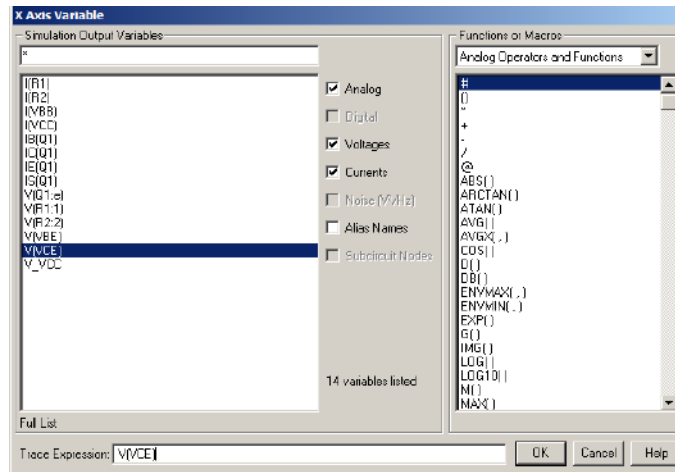 X Axis Variable
Simulation Output Variables
*
I(R1)
I(R2)
I(VBB)
I(VCC)
IB(Q1)
IC(Q1)
IE(Q1)
IS(Q1)
V(Q1:e)
V(R1:1)
V(R2:2)
V(VBE)
V(VCE)
V_VCC
Full List
Analog
Digital
Voltages
Currents
Noise (V²/Hz)
Alias Names
Subcircuit Nodes
14 variables listed
Functions or Macros
Analog Operators and Functions
#
()
*
+
-
/
@
ABS()
ARCTAN()
ATAN()
AVG()
AVGX(,)
COS()
D()
DB()
ENVMAX(,)
ENVMIN(,)
EXP()
G()
IMG()
LOG()
LOG10()
M()
MAX()
Trace Expression: V(VCE)
OK Cancel Help